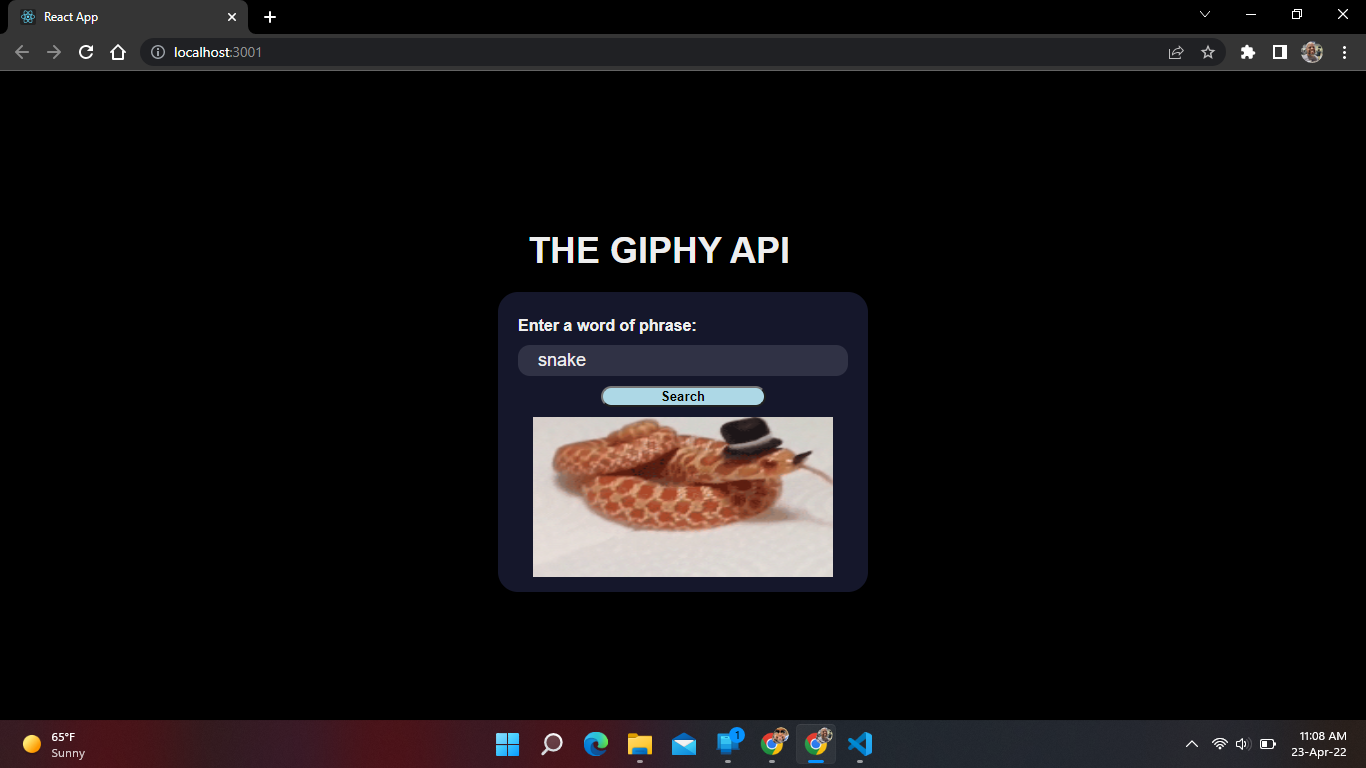 React App
localhost:3001
THE GIPHY API
Enter a word of phrase:
snake
Search
65°F
Sunny
1
11:08 AM
23-Apr-22